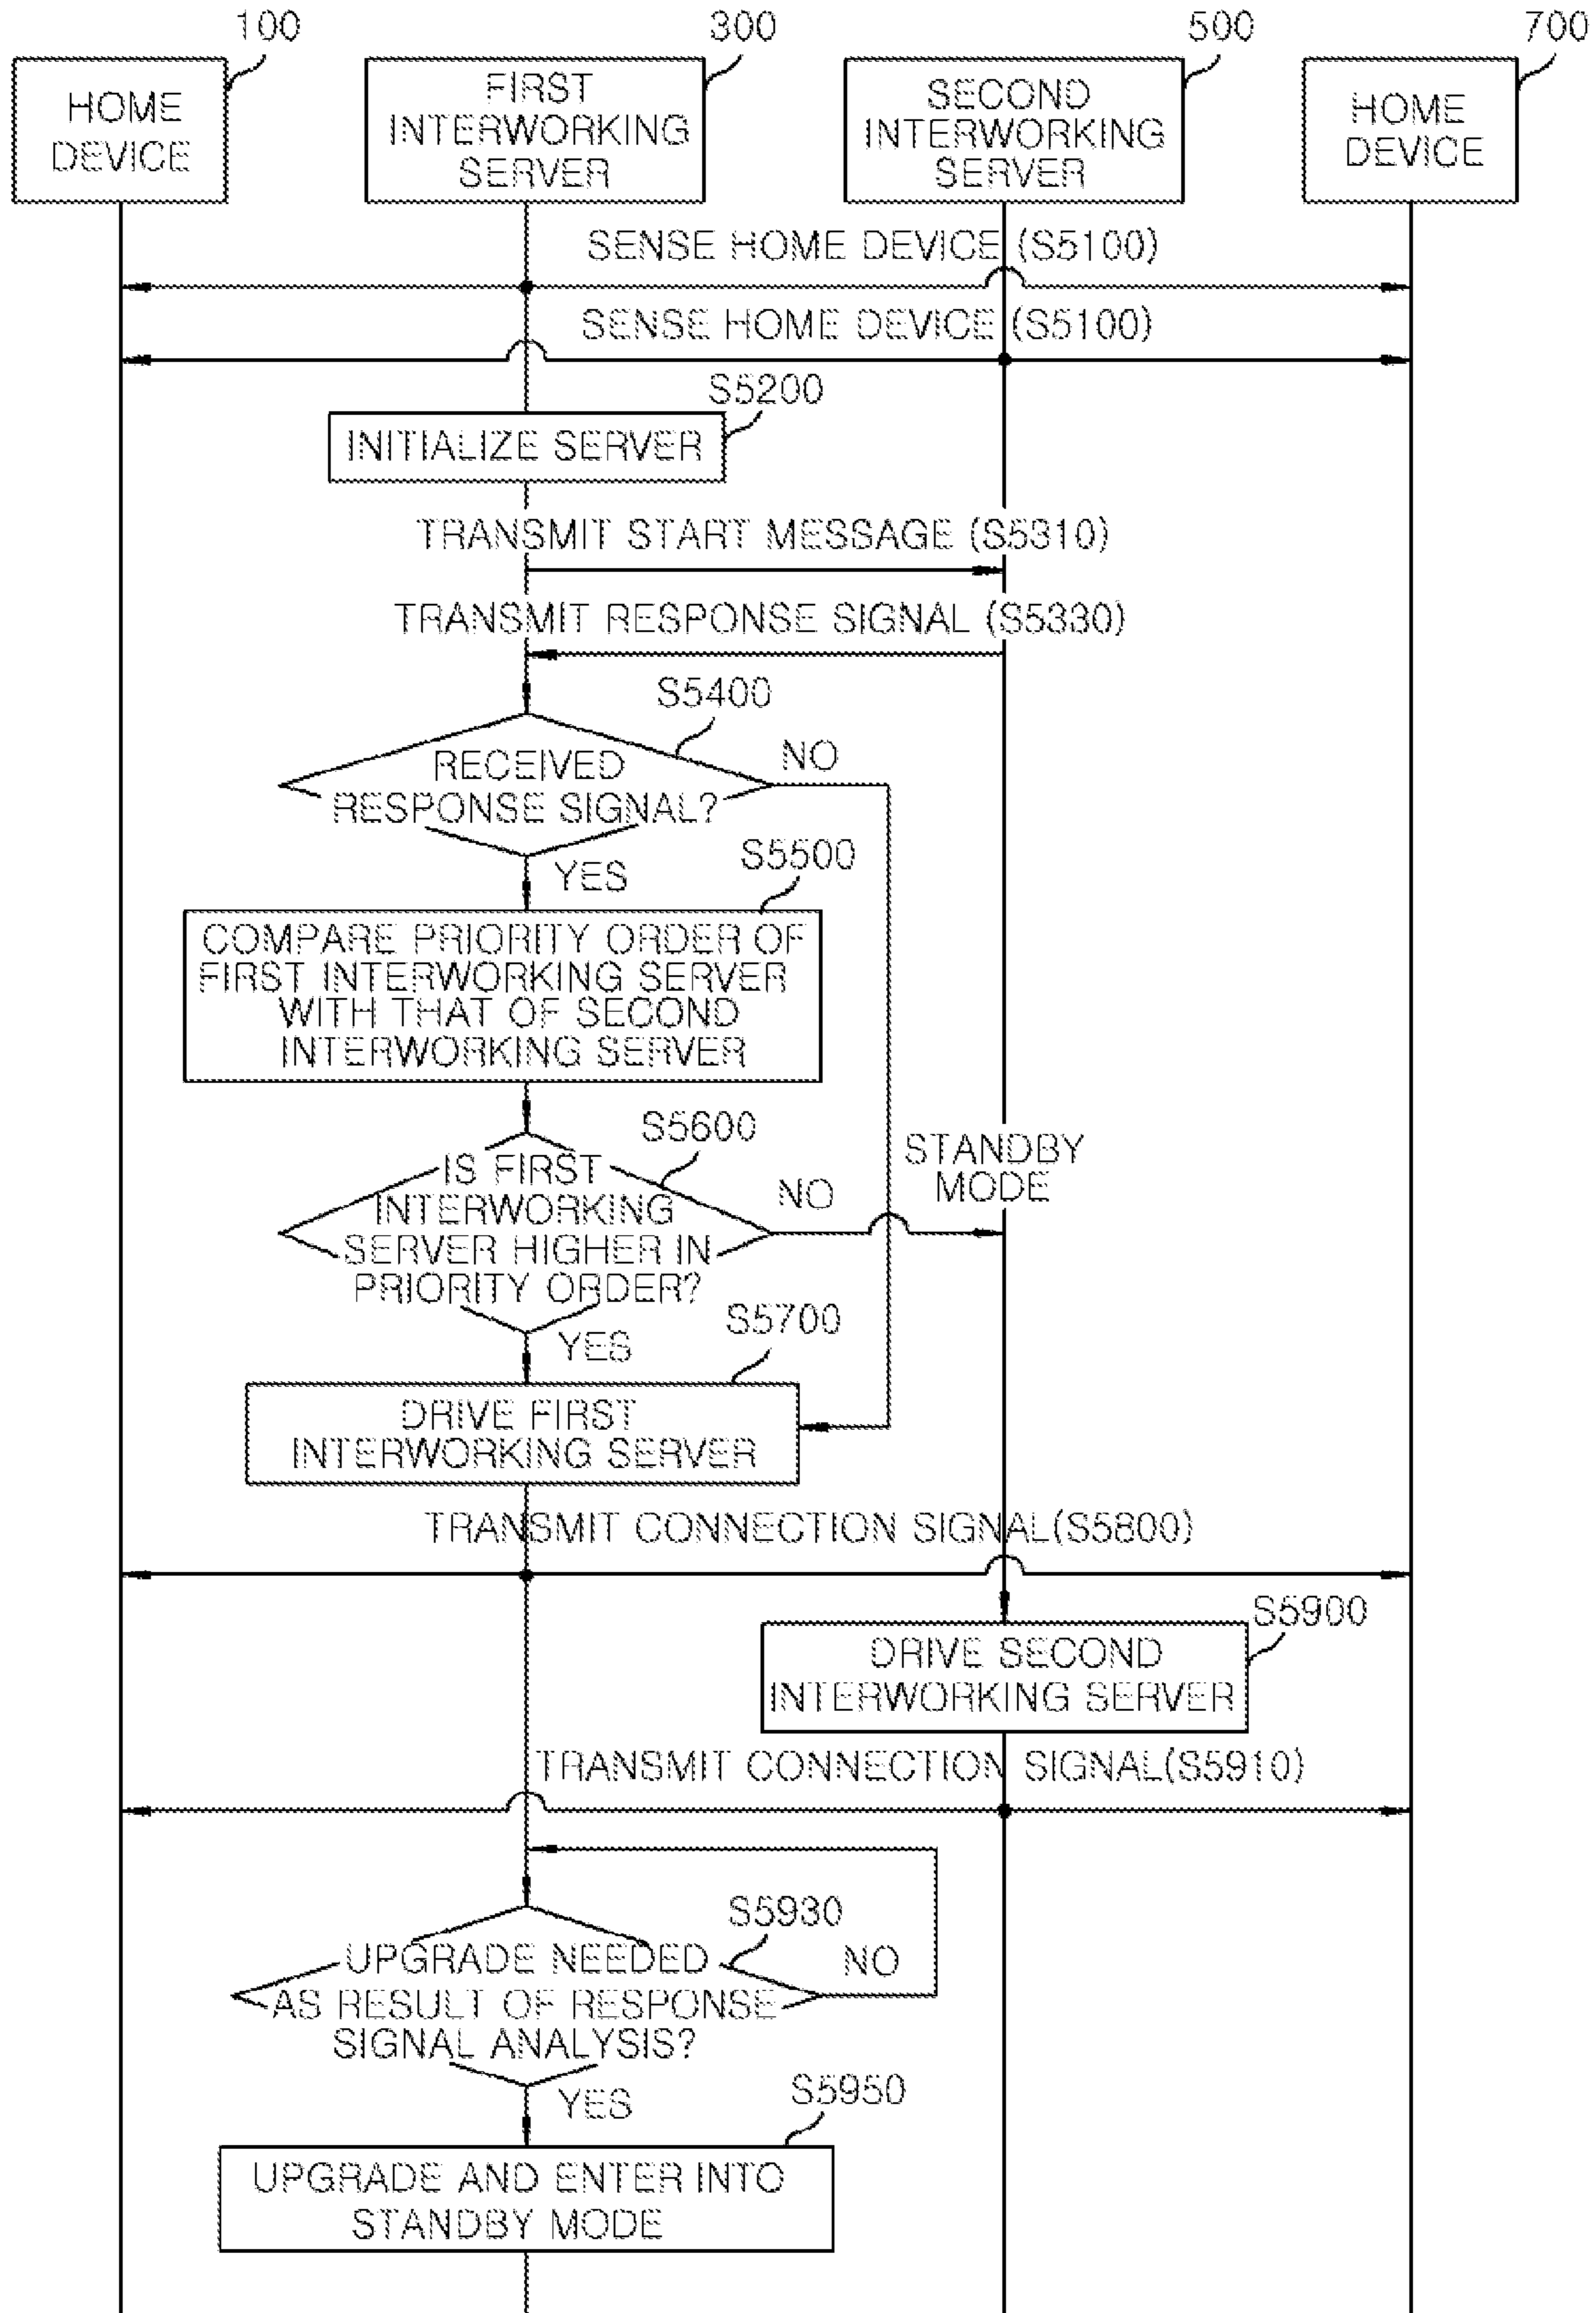 100
300
500
700
HOME
DEVICE
FIRST
INTERWORKING
SERVER
SECOND
INTERWORKING
SERVER
HOME
DEVICE
SENSE HOME DEVICE (S5100)
SENSE HOME DEVICE (S5100)
S5200
INITIALIZE SERVER
TRANSMIT START MESSAGE (S5310)
TRANSMIT RESPONSE SIGNAL (S5330)
S5400
RECEIVED
RESPONSE SIGNAL?
NO
YES
S5500
COMPARE PRIORITY ORDER OF
FIRST INTERWORKING SERVER
WITH THAT OF SECOND
INTERWORKING SERVER
S5600
IS FIRST
INTERWORKING
SERVER HIGHER IN
PRIORITY ORDER?
NO
STANDBY
MODE
YES
S5700
DRIVE FIRST
INTERWORKING SERVER
TRANSMIT CONNECTION SIGNAL(S5800)
S5900
DRIVE SECOND
INTERWORKING SERVER
TRANSMIT CONNECTION SIGNAL(S5910)
S5930
UPGRADE NEEDED
AS RESULT OF RESPONSE
SIGNAL ANALYSIS?
NO
YES
S5950
UPGRADE AND ENTER INTO
STANDBY MODE